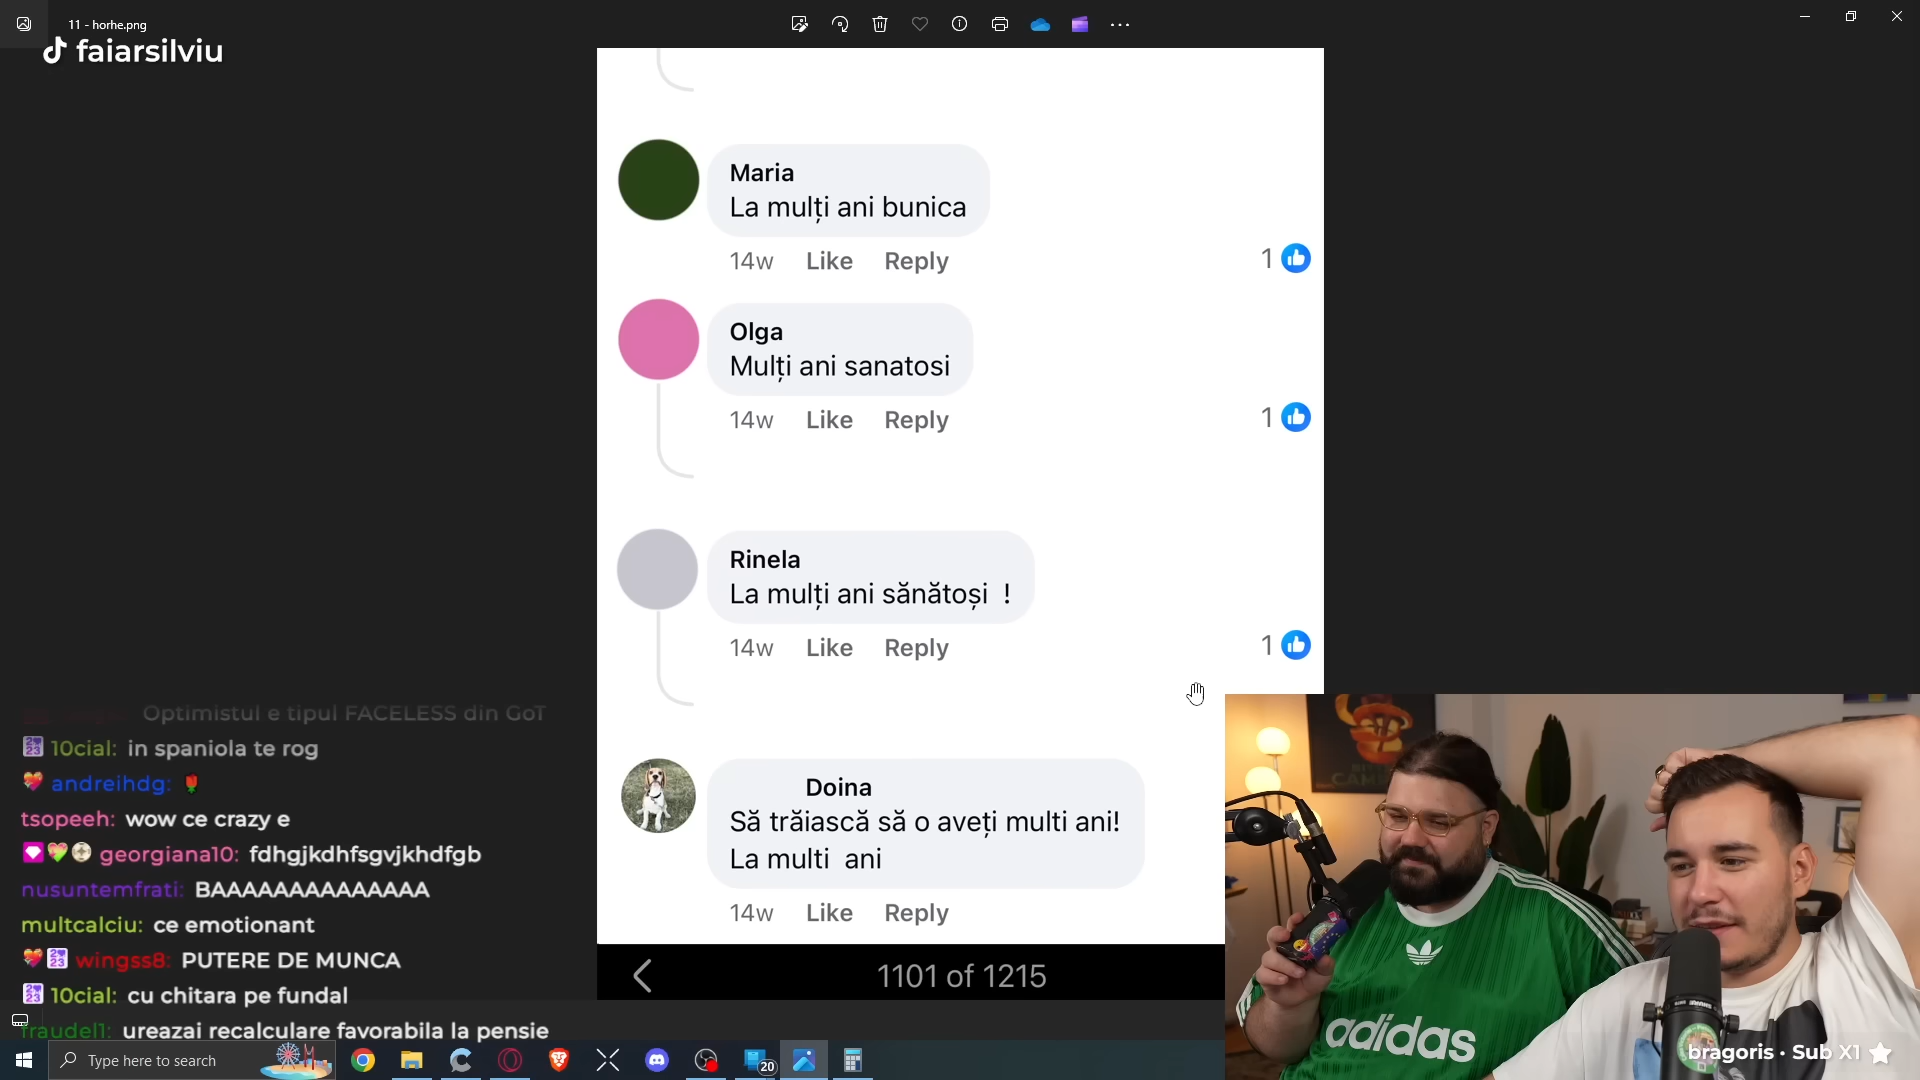 11 - horhe.png
faiarsilviu
Maria
La mulți ani bunica
14w Like Reply
1
Olga
Mulți ani sanatosi
14w Like Reply
1
Rinela
La mulți ani sănătoși !
14w Like Reply
1
Doina
Să trăiască să o aveți multi ani!
La multi ani
14w Like Reply
1101 of 1215
Optimistul e tipul FACELESS din GoT
10cial: in spaniola te rog
andreihdg:
tsopeeh: wow ce crazy e
georgiana10: fdhgjkdhfsgvjkhdfgb
nusuntemfrati: BAAAAAAAAAAAAAA
multcalciu: ce emotionant
wingss8: PUTERE DE MUNCA
10cial: cu chitara pe fundal
fraudel1: ureazai recalculare favorabila la pensie
adidas
bragoris · Sub X1
Type here to search
20